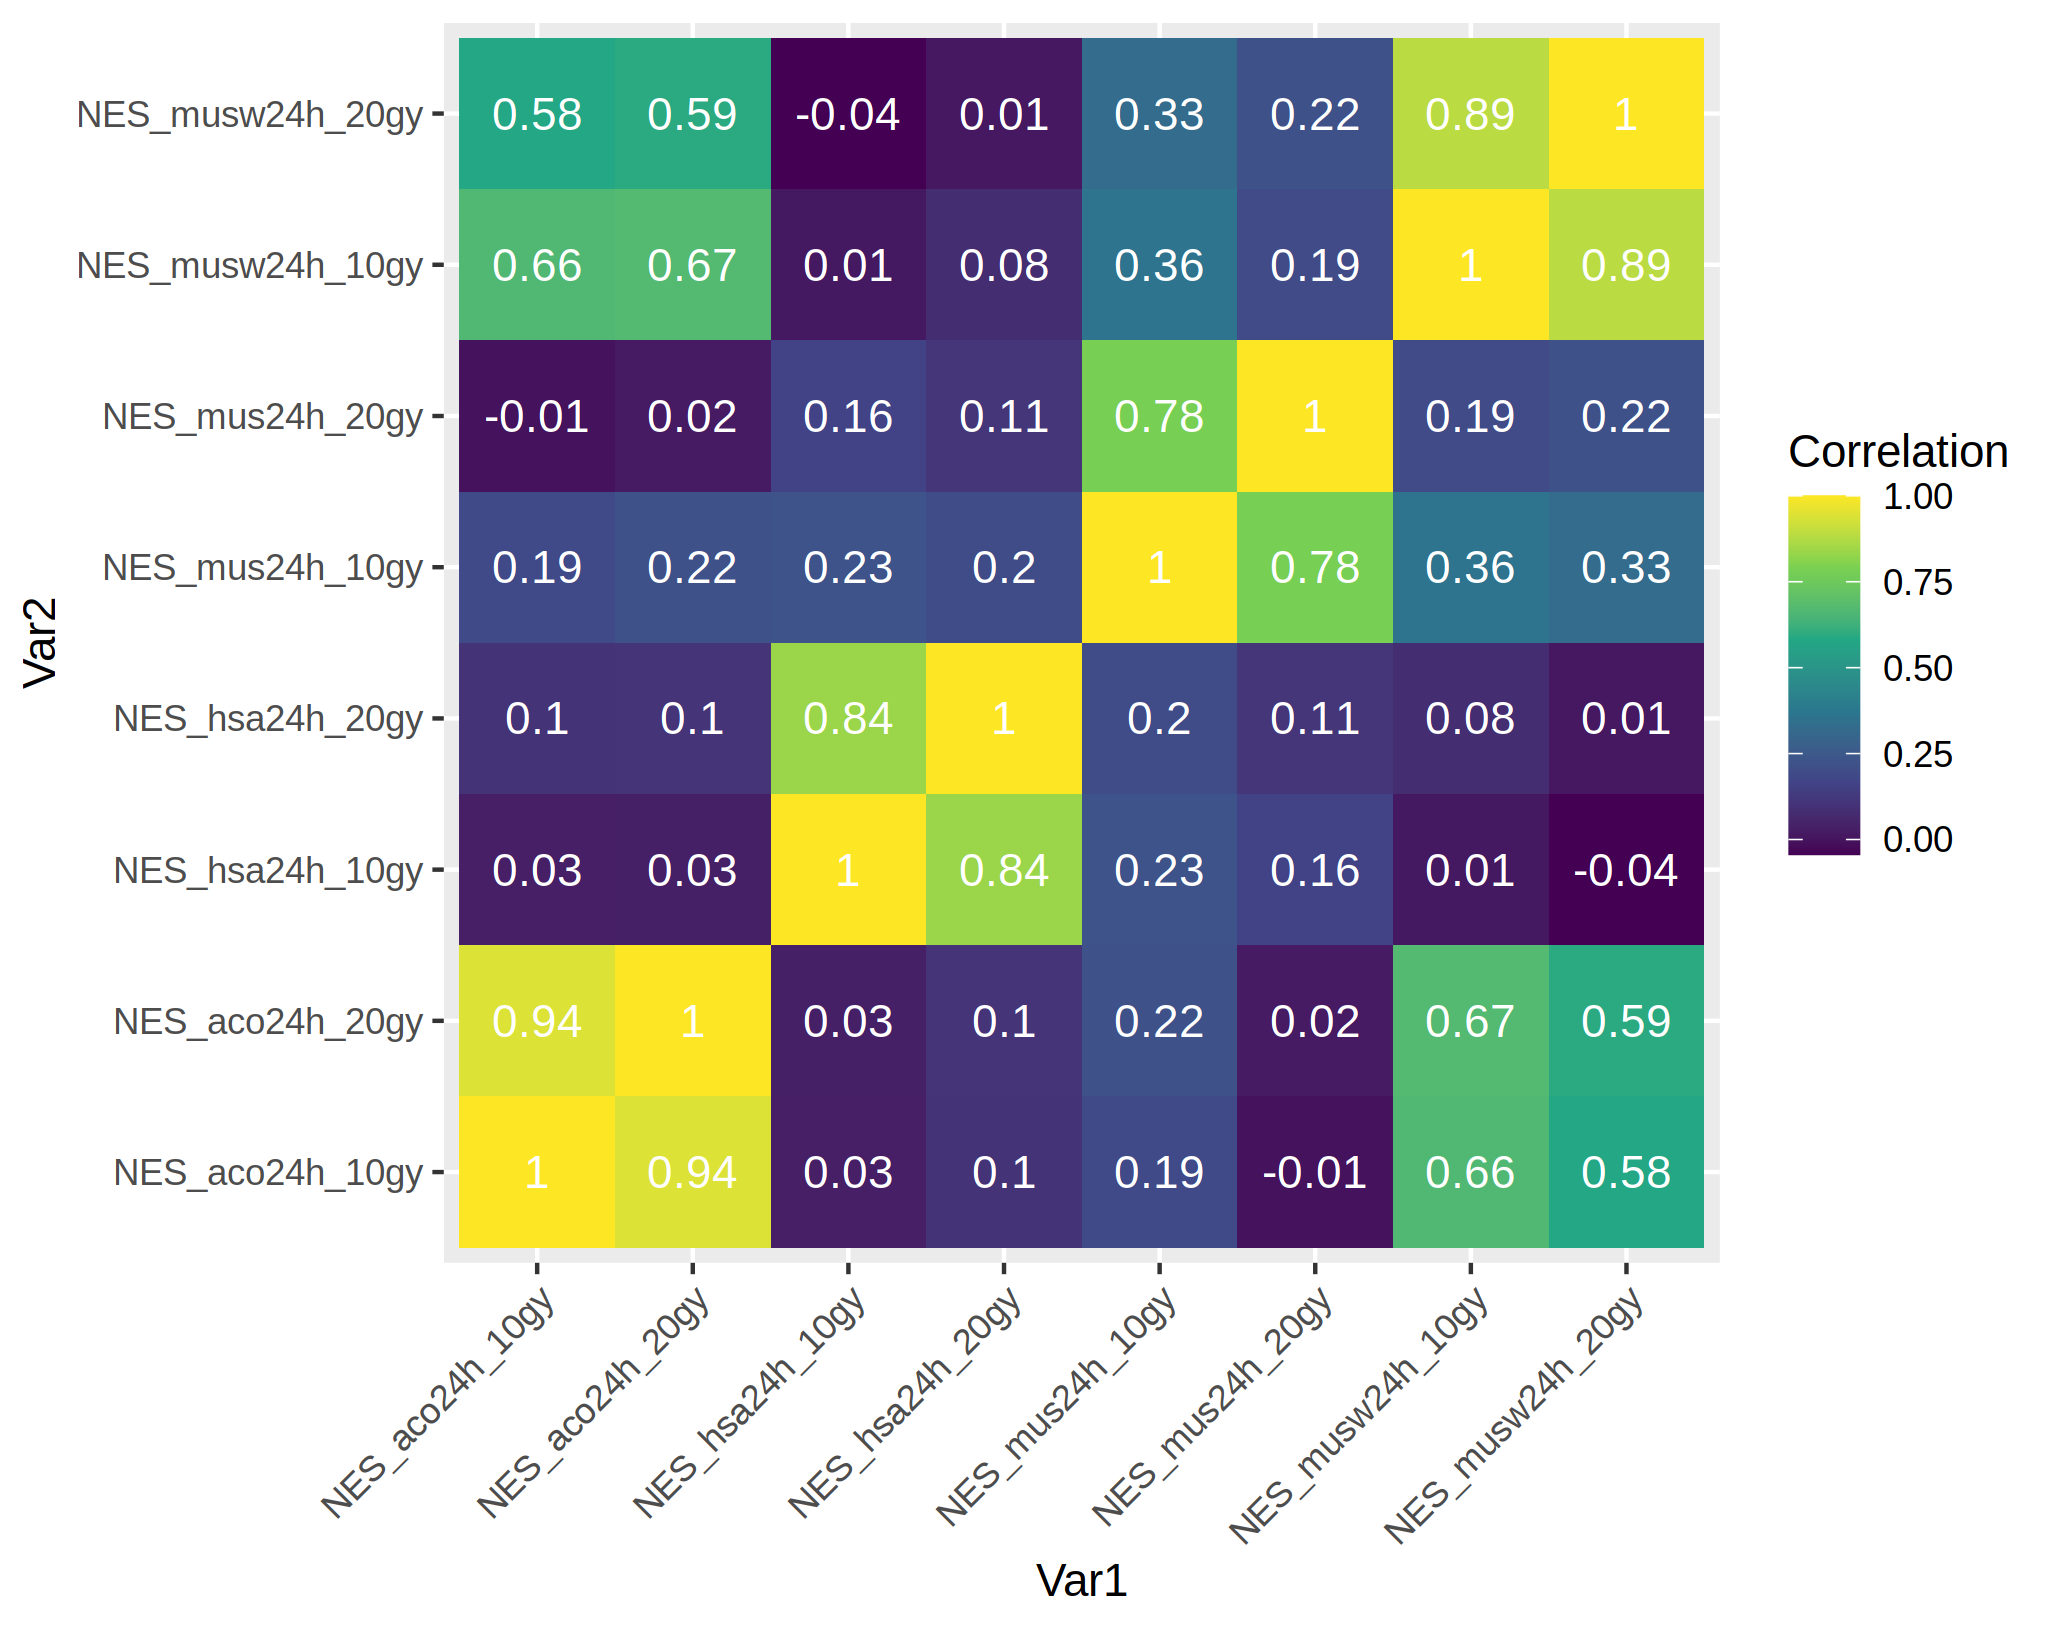 NES_musw24h_20gy 0.58 0.59 -0.04 0.01 0.33 0.22 0.89 1
NES_musw24h_10gy 0.66 0.67 0.01 0.08 0.36 0.19 1 0.89
NES_mus24h_20gy -0.01 0.02 0.16 0.11 0.78 1 0.19 0.22
NES_mus24h_10gy 0.19 0.22 0.23 0.2 1 0.78 0.36 0.33
NES_hsa24h_20gy 0.1 0.1 0.84 1 0.2 0.11 0.08 0.01
NES_hsa24h_10gy 0.03 0.03 1 0.84 0.23 0.16 0.01 -0.04
NES_aco24h_20gy 0.94 1 0.03 0.1 0.22 0.02 0.67 0.59
NES_aco24h_10gy 1 0.94 0.03 0.1 0.19 -0.01 0.66 0.58
Var2
NES_aco24h_10gy
NES_aco24h_20gy
NES_hsa24h_10gy
NES_hsa24h_20gy
NES_mus24h_10gy
NES_mus24h_20gy
NES_musw24h_10gy
NES_musw24h_20gy
Var1
Correlation
1.00
0.75
0.50
0.25
0.00